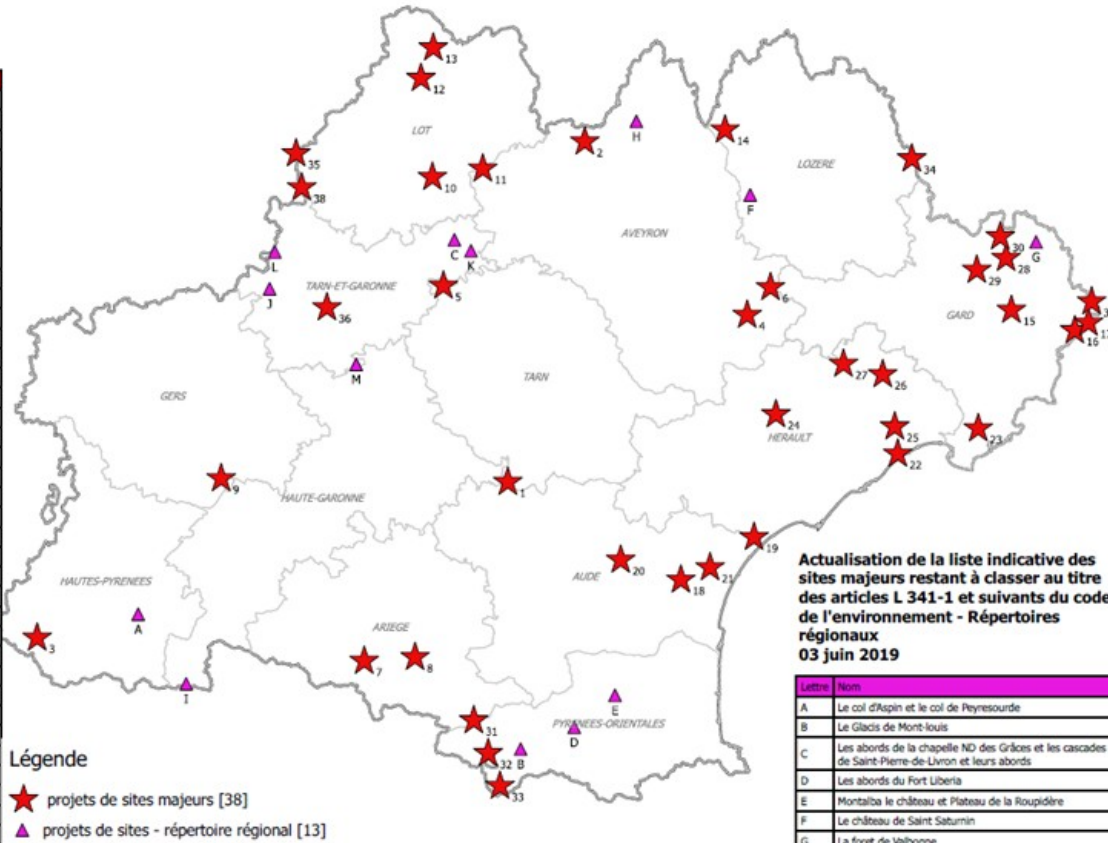 13
12
LOT
H
2
14
35
11
10
38
LOZERE
34
F
AVEYRON
C
K
L
30
G
28
29
TARN-ET-GARONNE
5
J
6
36
4
GARD
15
16
M
TARN
27
26
GERS
24
HERAULT
25
23
22
9
HAUTE-GARONNE
1
19
20
AUDE
21
18
HAUTES-PYRENEES
A
3
ARIEGE
7
8
I
31
E
PYRENEES-ORIENTALES
D
32
B
33
Actualisation de la liste indicative des
sites majeurs restant à classer au titre
des articles L 341-1 et suivants du code
de l'environnement - Répertoires
régionaux
03 juin 2019
Lettre Nom
A Le col d'Aspin et le col de Peyresourde
B Le Glacis de Mont-louis
C Les abords de la chapelle ND des Grâces et les cascades
de Saint-Pierre-de-Livron et leurs abords
D Les abords du Fort Liberia
E Montalba le château et Plateau de la Roupidère
F Le château de Saint Saturnin
G La foret de Valbonne
Légende
projets de sites majeurs [38]
projets de sites - répertoire régional [13]